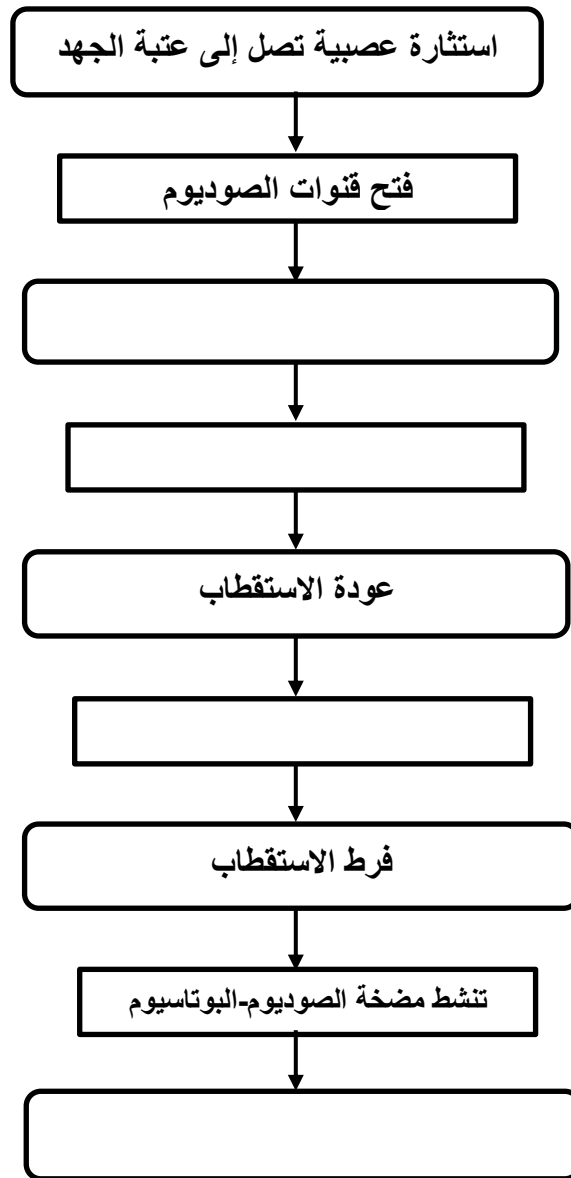 استثارة عصبية تصل إلى عتبة الجهد
فتح قنوات الصوديوم
عودة الاستقطاب
فرط الاستقطاب
تنشط مضخة الصوديوم-البوتاسيوم